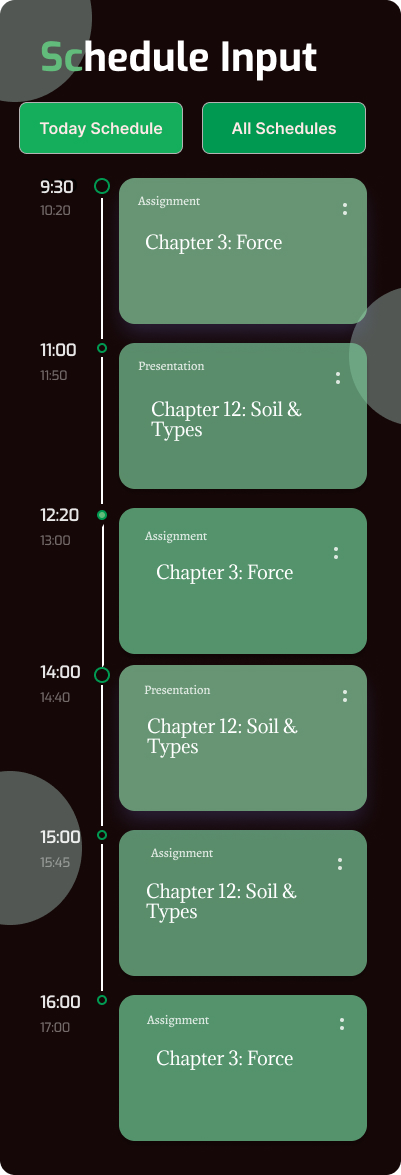 Schedule Input
Today Schedule
All Schedules
9:30
10:20
Assignment
Chapter 3: Force
11:00
11:50
Presentation
Chapter 12: Soil &
Types
12:20
13:00
Assignment
Chapter 3: Force
14:00
14:40
Presentation
Chapter 12: Soil &
Types
15:00
15:45
Assignment
Chapter 12: Soil &
Types
16:00
17:00
Assignment
Chapter 3: Force